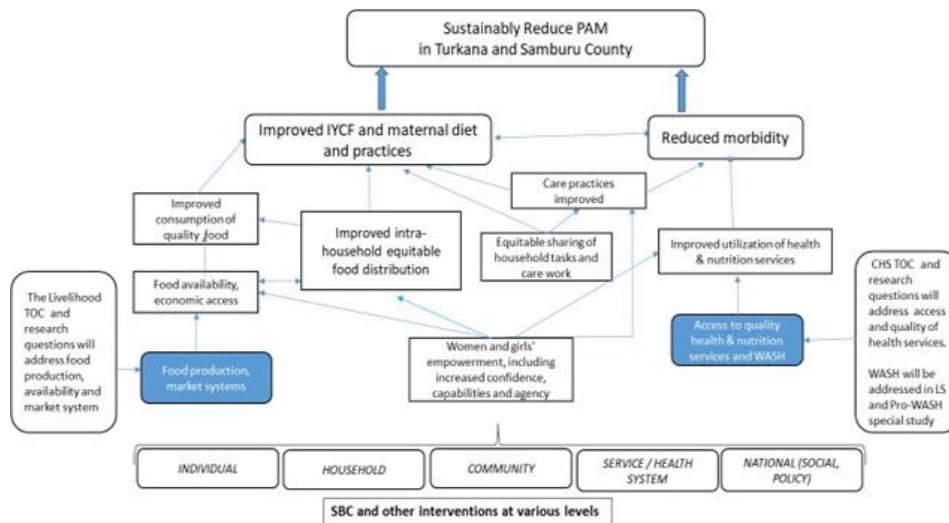 Sustainably Reduce PAM
in Turkana and Samburu County
Improved IYCF and maternal diet
and practices
Reduced morbidity
Care practices
improved
Improved
consumption of
quality food
Improved intra-
household equitable
food distribution
Equitable sharing of
household tasks and
care work
Improved utilization of health
& nutrition services
Food availability,
economic access
The Livelihood
TOC and
research
questions will
address food
production,
availability and
market system
CHS TOC and
research
questions will
address access
and quality of
health services.
WASH will be
addressed in LS
and Pro-WASH
special study
Food production,
market systems
Women and girls'
empowerment, including
increased confidence,
capabilities and agency
Access to quality
health & nutrition
services and WASH
INDIVIDUAL
HOUSEHOLD
COMMUNITY
SERVICE / HEALTH
SYSTEM
NATIONAL (SOCIAL,
POLICY)
SBC and other interventions at various levels